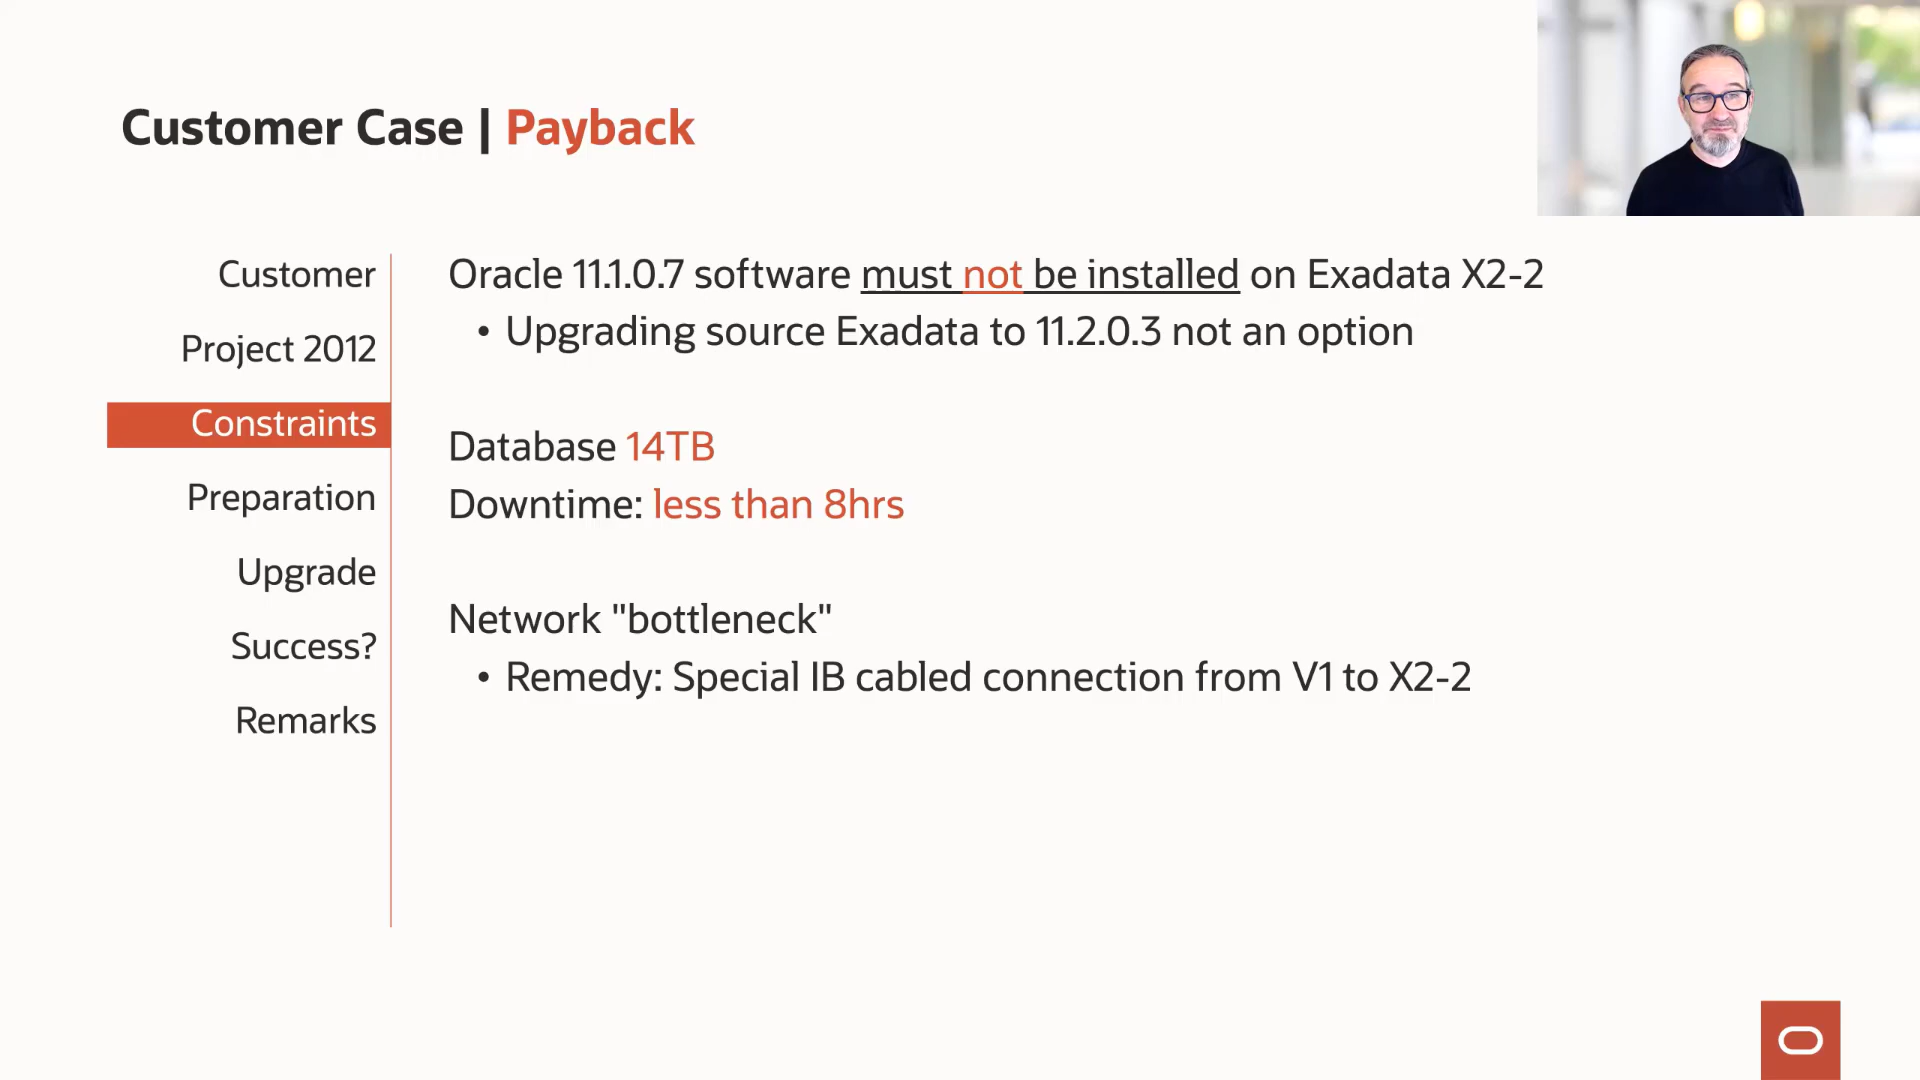 Customer Case | Payback
Customer
Project 2012
Constraints
Preparation
Upgrade
Success?
Remarks
Oracle 11.1.0.7 software must not be installed on Exadata X2-2
• Upgrading source Exadata to 11.2.0.3 not an option
Database 14TB
Downtime: less than 8hrs
Network "bottleneck"
• Remedy: Special IB cabled connection from V1 to X2-2